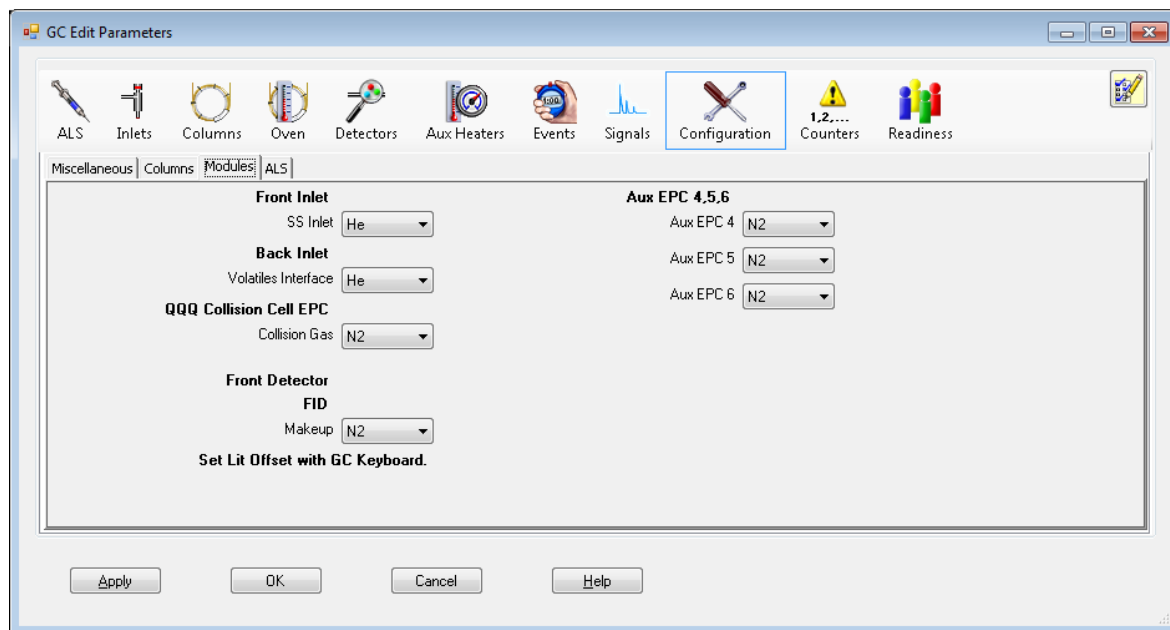 GC Edit Parameters
1:00
1,2,...
ALS Inlets Columns Oven Detectors Aux Heaters Events Signals Configuration Counters Readiness
Miscellaneous Columns Modules ALS
Front Inlet
SS Inlet He
Back Inlet
Volatiles Interface He
QQQ Collision Cell EPC
Collision Gas N2
Front Detector
FID
Makeup N2
Set Lit Offset with GC Keyboard.
Aux EPC 4,5,6
Aux EPC 4 N2
Aux EPC 5 N2
Aux EPC 6 N2
Apply OK Cancel Help